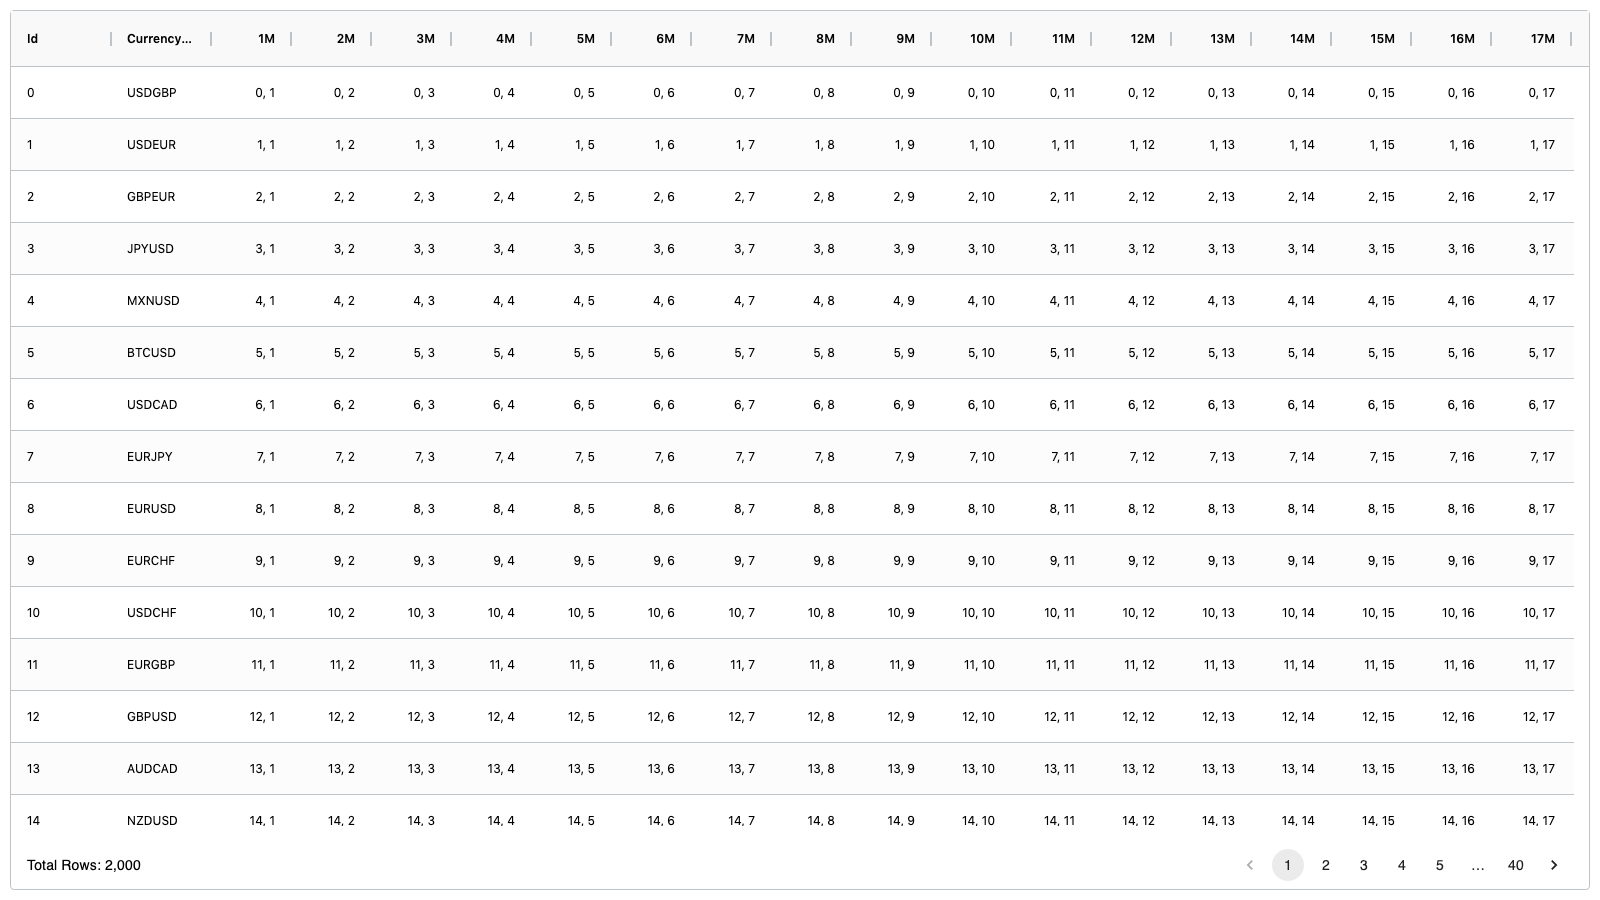 Id Currency... 1M 2M 3M 4M 5M 6M 7M 8M 9M 10M 11M 12M 13M 14M 15M 16M 17M
0 USDGBP 0, 1 0, 2 0, 3 0, 4 0, 5 0, 6 0, 7 0, 8 0, 9 0, 10 0, 11 0, 12 0, 13 0, 14 0, 15 0, 16 0, 17
1 USDEUR 1, 1 1, 2 1, 3 1, 4 1, 5 1, 6 1, 7 1, 8 1, 9 1, 10 1, 11 1, 12 1, 13 1, 14 1, 15 1, 16 1, 17
2 GBPEUR 2, 1 2, 2 2, 3 2, 4 2, 5 2, 6 2, 7 2, 8 2, 9 2, 10 2, 11 2, 12 2, 13 2, 14 2, 15 2, 16 2, 17
3 JPYUSD 3, 1 3, 2 3, 3 3, 4 3, 5 3, 6 3, 7 3, 8 3, 9 3, 10 3, 11 3, 12 3, 13 3, 14 3, 15 3, 16 3, 17
4 MXNUSD 4, 1 4, 2 4, 3 4, 4 4, 5 4, 6 4, 7 4, 8 4, 9 4, 10 4, 11 4, 12 4, 13 4, 14 4, 15 4, 16 4, 17
5 BTCUSD 5, 1 5, 2 5, 3 5, 4 5, 5 5, 6 5, 7 5, 8 5, 9 5, 10 5, 11 5, 12 5, 13 5, 14 5, 15 5, 16 5, 17
6 USDCAD 6, 1 6, 2 6, 3 6, 4 6, 5 6, 6 6, 7 6, 8 6, 9 6, 10 6, 11 6, 12 6, 13 6, 14 6, 15 6, 16 6, 17
7 EURJPY 7, 1 7, 2 7, 3 7, 4 7, 5 7, 6 7, 7 7, 8 7, 9 7, 10 7, 11 7, 12 7, 13 7, 14 7, 15 7, 16 7, 17
8 EURUSD 8, 1 8, 2 8, 3 8, 4 8, 5 8, 6 8, 7 8, 8 8, 9 8, 10 8, 11 8, 12 8, 13 8, 14 8, 15 8, 16 8, 17
9 EURCHF 9, 1 9, 2 9, 3 9, 4 9, 5 9, 6 9, 7 9, 8 9, 9 9, 10 9, 11 9, 12 9, 13 9, 14 9, 15 9, 16 9, 17
10 USDCHF 10, 1 10, 2 10, 3 10, 4 10, 5 10, 6 10, 7 10, 8 10, 9 10, 10 10, 11 10, 12 10, 13 10, 14 10, 15 10, 16 10, 17
11 EURGBP 11, 1 11, 2 11, 3 11, 4 11, 5 11, 6 11, 7 11, 8 11, 9 11, 10 11, 11 11, 12 11, 13 11, 14 11, 15 11, 16 11, 17
12 GBPUSD 12, 1 12, 2 12, 3 12, 4 12, 5 12, 6 12, 7 12, 8 12, 9 12, 10 12, 11 12, 12 12, 13 12, 14 12, 15 12, 16 12, 17
13 AUDCAD 13, 1 13, 2 13, 3 13, 4 13, 5 13, 6 13, 7 13, 8 13, 9 13, 10 13, 11 13, 12 13, 13 13, 14 13, 15 13, 16 13, 17
14 NZDUSD 14, 1 14, 2 14, 3 14, 4 14, 5 14, 6 14, 7 14, 8 14, 9 14, 10 14, 11 14, 12 14, 13 14, 14 14, 15 14, 16 14, 17
Total Rows: 2,000 1 2 3 4 5 ... 40